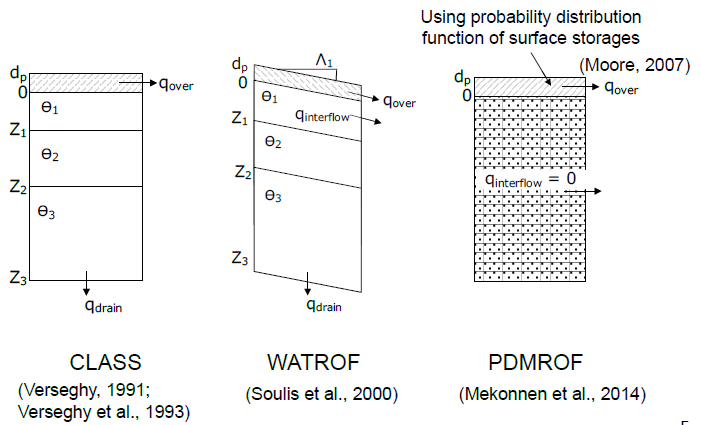 Using probability distribution
function of surface storages
(Moore, 2007)
dp
0
Z1
Z2
Z3
ϴ1
ϴ2
ϴ3
qover
qdrain
CLASS
(Verseghy, 1991;
Verseghy et al., 1993)
Λ1
dp
0
Z1
Z2
Z3
ϴ1
ϴ2
ϴ3
qover
qinterflow
qdrain
WATROF
(Soulis et al., 2000)
dp
0
qover
qinterflow = 0
PDMROF
(Mekonnen et al., 2014)